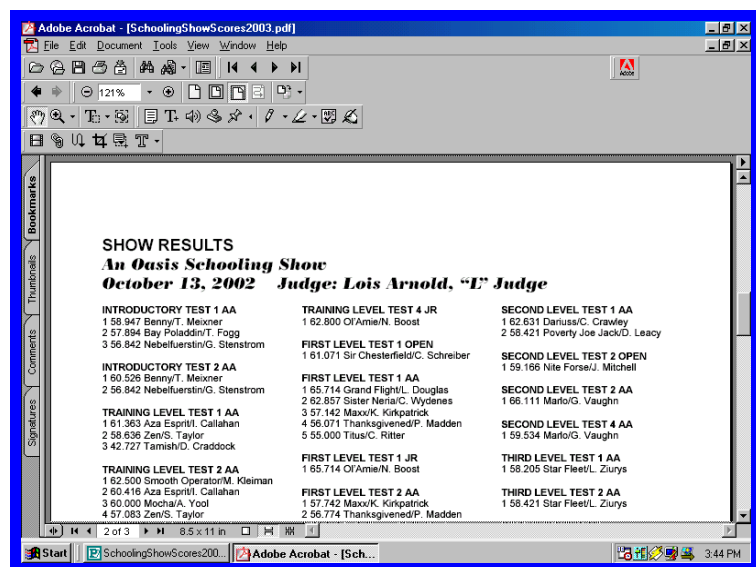 Adobe Acrobat - [SchoolingShowScores2003.pdf]
File Edit Document Tools View Window Help
Adobe
121%
Bookmarks
Thumbnails
Comments
Signatures
SHOW RESULTS
An Oasis Schooling Show
October 13, 2002 Judge: Lois Arnold, “L” Judge
INTRODUCTORY TEST 1 AA
1 58.947 Benny/T. Meixner
2 57.894 Bay Poladdin/T. Fogg
3 56.842 Nebelfuerstin/G. Stenstrom
INTRODUCTORY TEST 2 AA
1 60.526 Benny/T. Meixner
2 56.842 Nebelfuerstin/G. Stenstrom
TRAINING LEVEL TEST 1 AA
1 61.363 Aza Esprit/I. Callahan
2 58.636 Zen/S. Taylor
3 42.727 Tamish/D. Craddock
TRAINING LEVEL TEST 2 AA
1 62.500 Smooth Operator/M. Kleiman
2 60.416 Aza Esprit/I. Callahan
3 60.000 Mocha/A. Yool
4 57.083 Zen/S. Taylor
TRAINING LEVEL TEST 4 JR
1 62.800 Ol'Amie/N. Boost
FIRST LEVEL TEST 1 OPEN
1 61.071 Sir Chesterfield/C. Schreiber
FIRST LEVEL TEST 1 AA
1 65.714 Grand Flight/L. Douglas
2 62.857 Sister Neria/C. Wydenes
3 57.142 Maxx/K. Kirkpatrick
4 56.071 Thanksgivened/P. Madden
5 55.000 Titus/C. Ritter
FIRST LEVEL TEST 1 JR
1 65.714 Ol'Amie/N. Boost
FIRST LEVEL TEST 2 AA
1 57.742 Maxx/K. Kirkpatrick
2 56.774 Thanksgivened/P. Madden
SECOND LEVEL TEST 1 AA
1 62.631 Dariuss/C. Crawley
2 58.421 Poverty Joe Jack/D. Leacy
SECOND LEVEL TEST 2 OPEN
1 59.166 Nite Forse/J. Mitchell
SECOND LEVEL TEST 2 AA
1 66.111 Marlo/G. Vaughn
SECOND LEVEL TEST 4 AA
1 59.534 Marlo/G. Vaughn
THIRD LEVEL TEST 1 AA
1 58.205 Star Fleet/L. Ziurys
THIRD LEVEL TEST 2 AA
1 58.421 Star Fleet/L. Ziurys
2 of 3 8.5 x 11 in
Start SchoolingShowScores200... Adobe Acrobat - [Sch... 3:44 PM